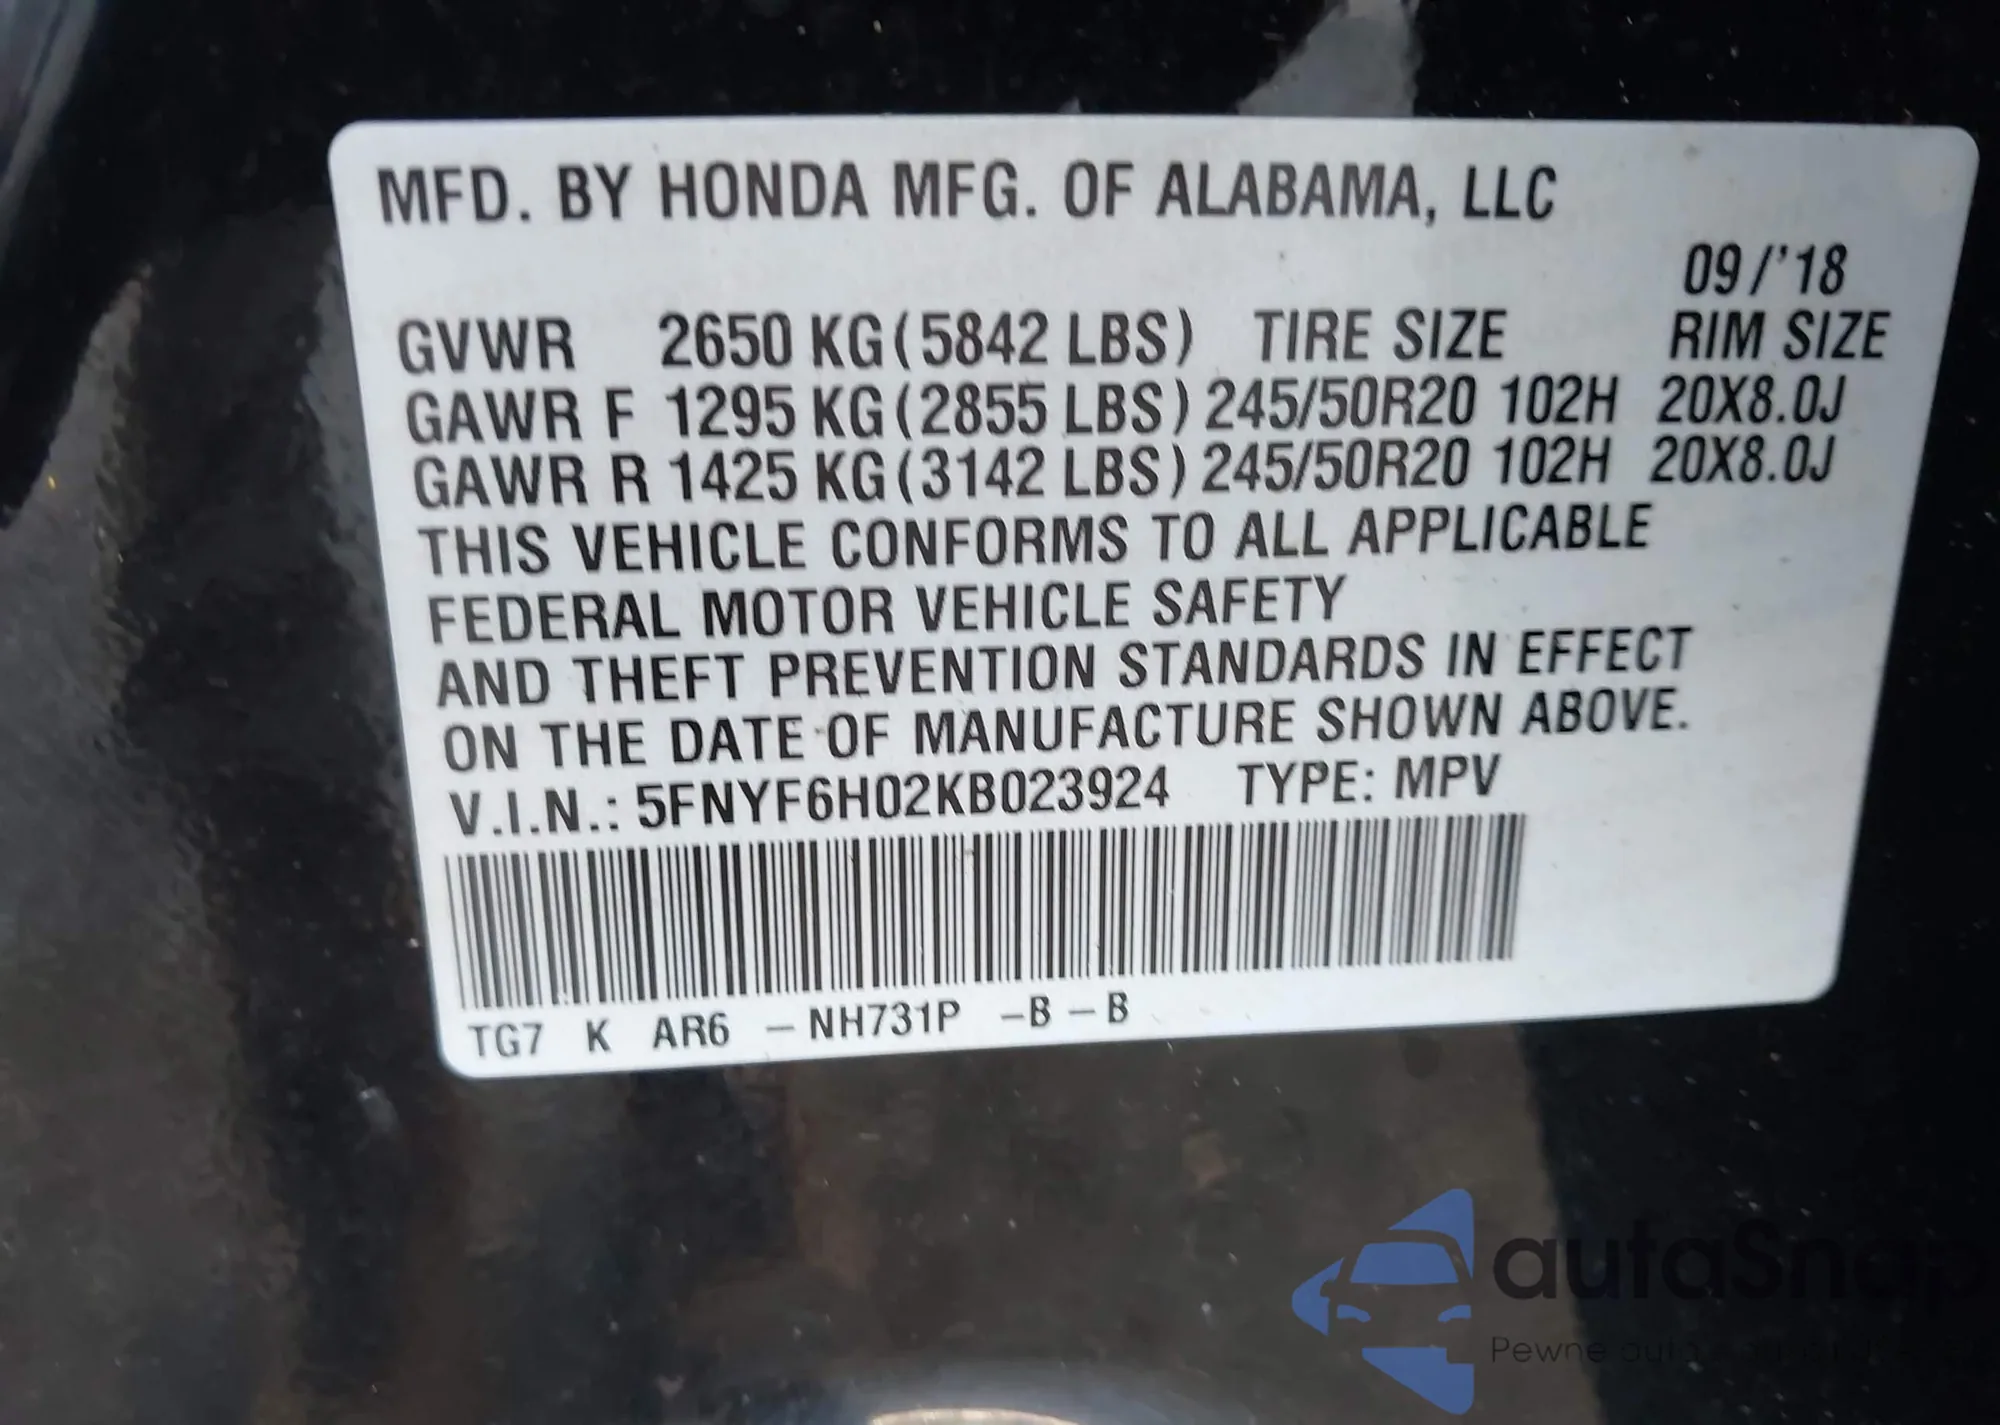 MFD. BY HONDA MFG. OF ALABAMA, LLC
09/'18
GVWR 2650 KG(5842 LBS) TIRE SIZE RIM SIZE
GAWR F 1295 KG(2855 LBS) 245/50R20 102H 20X8.0J
GAWR R 1425 KG(3142 LBS) 245/50R20 102H 20X8.0J
THIS VEHICLE CONFORMS TO ALL APPLICABLE
FEDERAL MOTOR VEHICLE SAFETY
AND THEFT PREVENTION STANDARDS IN EFFECT
ON THE DATE OF MANUFACTURE SHOWN ABOVE.
V.I.N.: 5FNYF6H02KB023924 TYPE: MPV
TG7 K AR6 -NH731P -B-B
autaSnap
Pewne auta